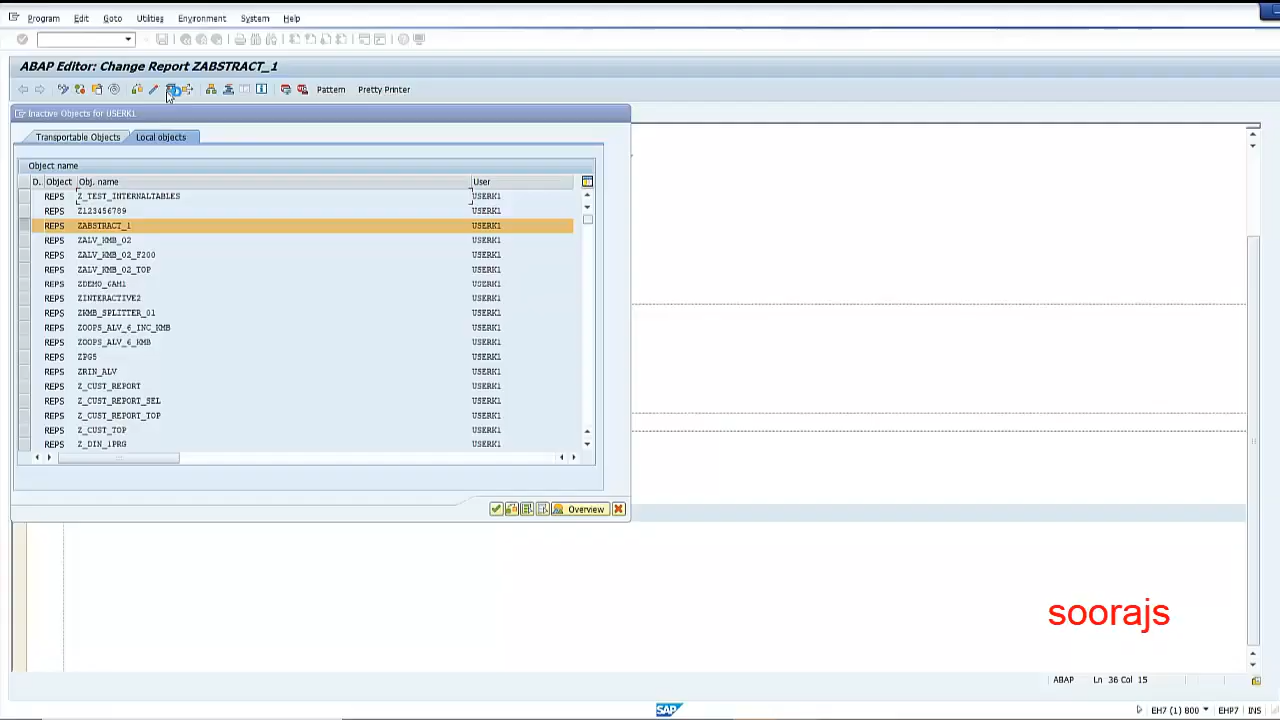 Program Edit Goto Utilities Environment System Help
ABAP Editor: Change Report ZABSTRACT_1
Pattern Pretty Printer
Inactive Objects for USERK1
Transportable Objects Local objects
Object name
D.. Object Obj. name User
REPS Z_TEST_INTERNALTABLES USERK1
REPS Z123456789 USERK1
REPS ZABSTRACT_1 USERK1
REPS ZALV_KMB_02 USERK1
REPS ZALV_KMB_02_F200 USERK1
REPS ZALV_KMB_02_TOP USERK1
REPS ZDEMO_GAM1 USERK1
REPS ZINTERACTIVE2 USERK1
REPS ZKMB_SPLITTER_01 USERK1
REPS ZOOPS_ALV_6_INC_KMB USERK1
REPS ZOOPS_ALV_6_KMB USERK1
REPS ZPG5 USERK1
REPS ZRIN_ALV USERK1
REPS Z_CUST_REPORT USERK1
REPS Z_CUST_REPORT_SEL USERK1
REPS Z_CUST_REPORT_TOP USERK1
REPS Z_CUST_TOP USERK1
REPS Z_DIN_1PRG USERK1
Overview
soorajs
ABAP Ln 36 Col 15
SAP EH7 (1) 800 EHP7 INS